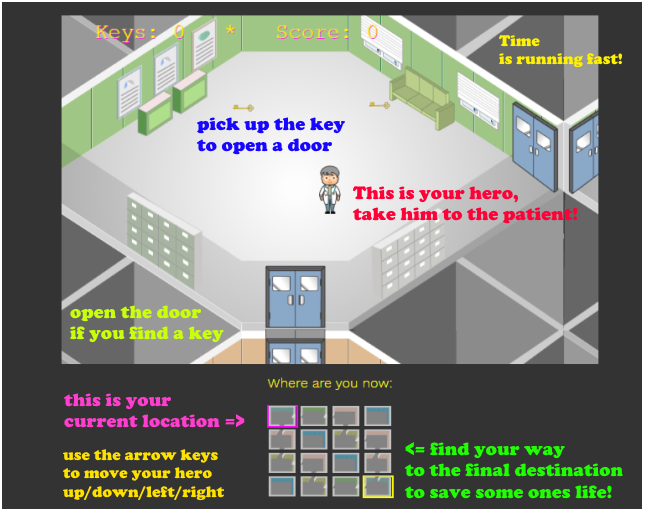 Keys: 0 * Score: 0
Time
is running fast!
pick up the key
to open a door
This is your hero,
take him to the patient!
open the door
if you find a key
Where are you now:
this is your
current location =>
use the arrow keys
to move your hero
up/down/left/right
<= find your way
to the final destination
to save some ones life!